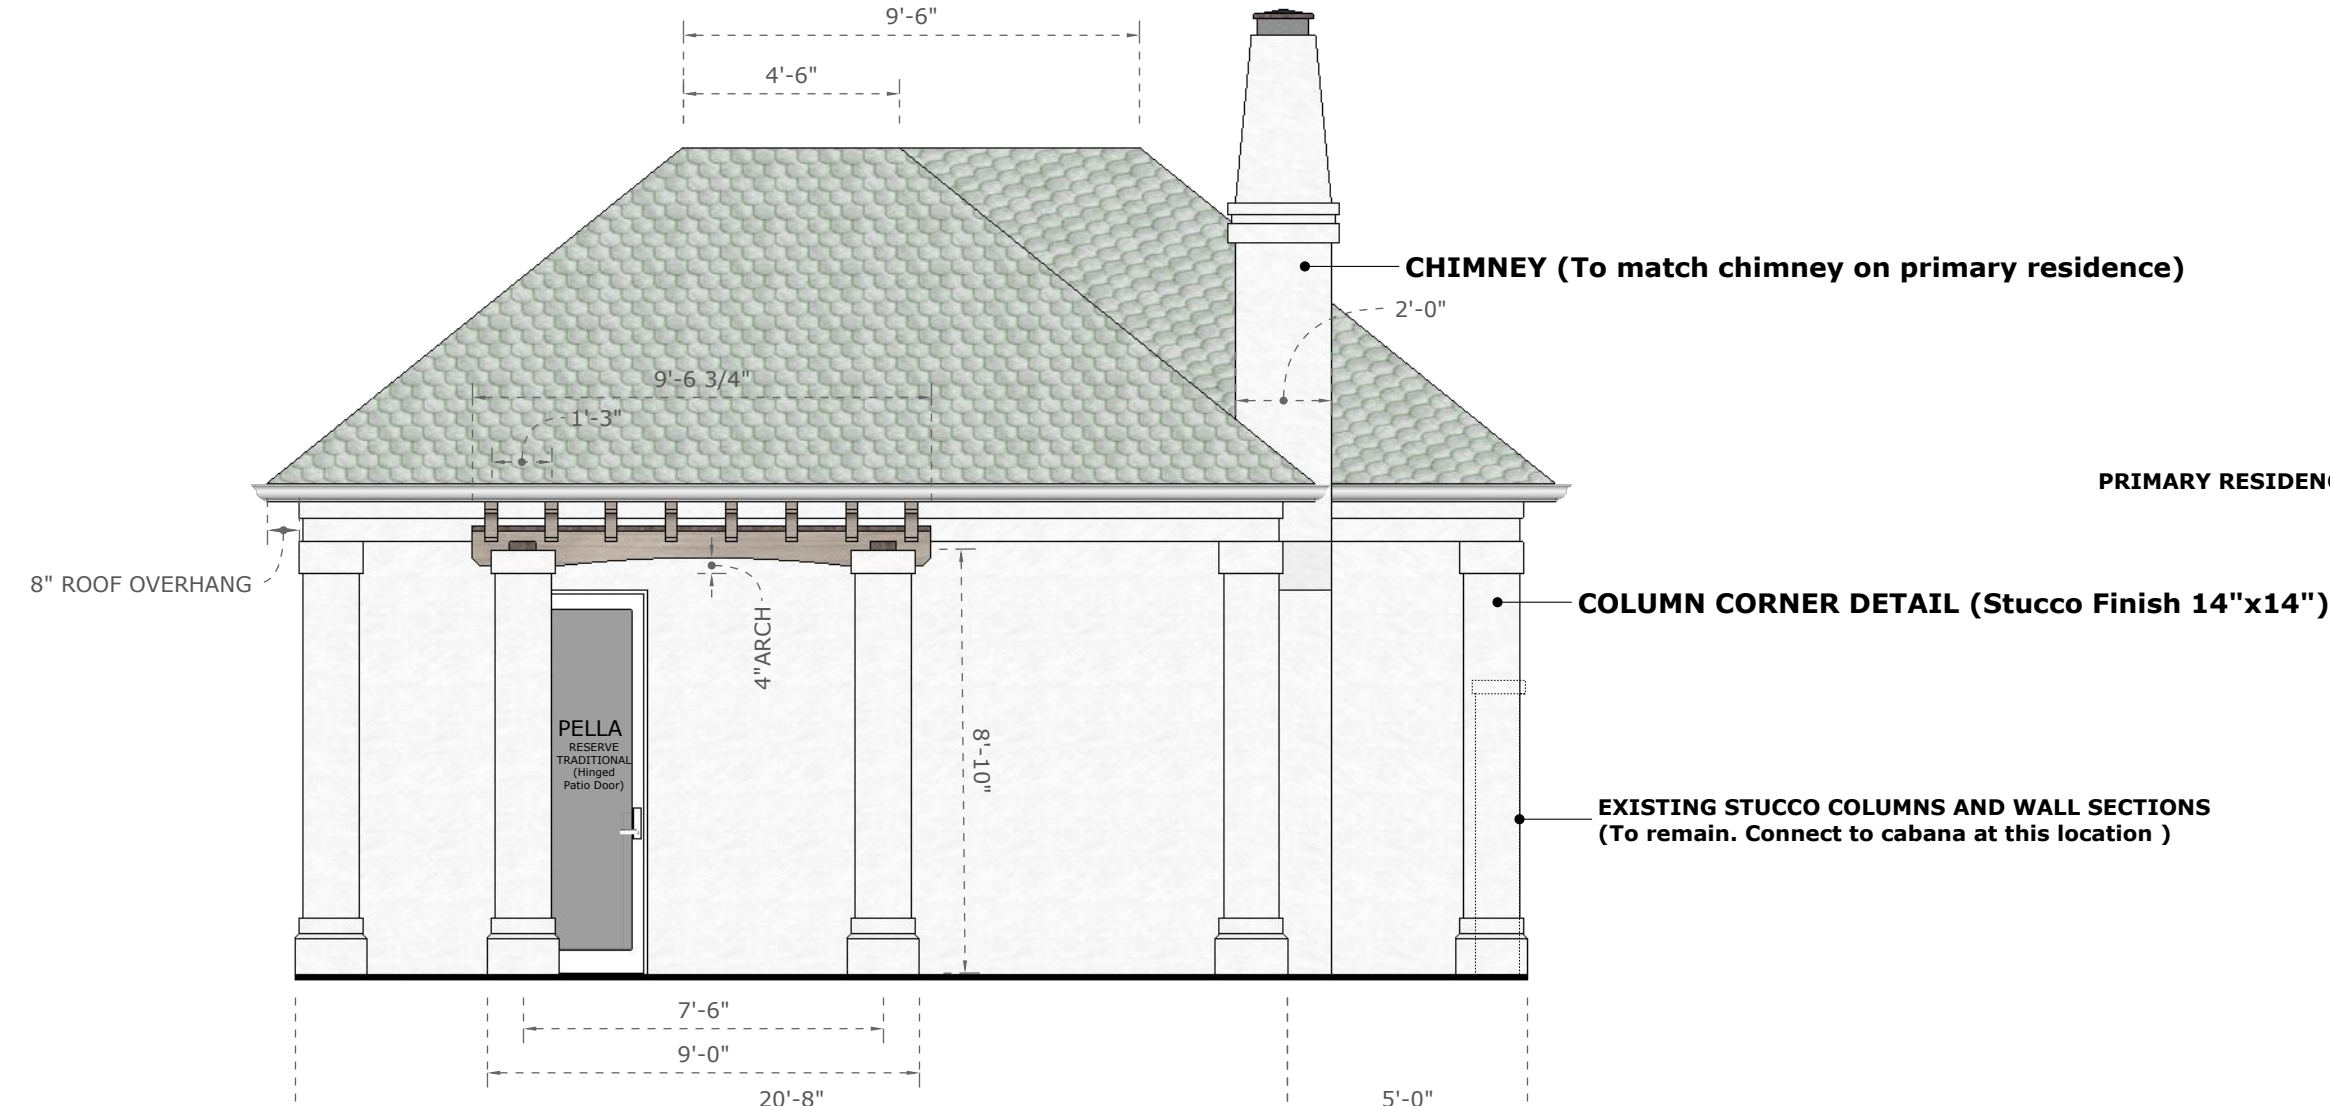 9'-6"
4'-6"
CHIMNEY (To match chimney on primary residence)
2'-0"
9'-6 3/4"
1'-3"
PRIMARY RESIDENC
8" ROOF OVERHANG
COLUMN CORNER DETAIL (Stucco Finish 14"x14")
4"ARCH
PELLA
RESERVE
TRADITIONAL
(Hinged
Patio Door)
8'-10"
EXISTING STUCCO COLUMNS AND WALL SECTIONS
(To remain. Connect to cabana at this location )
7'-6"
9'-0"
20'-8"
5'-0"